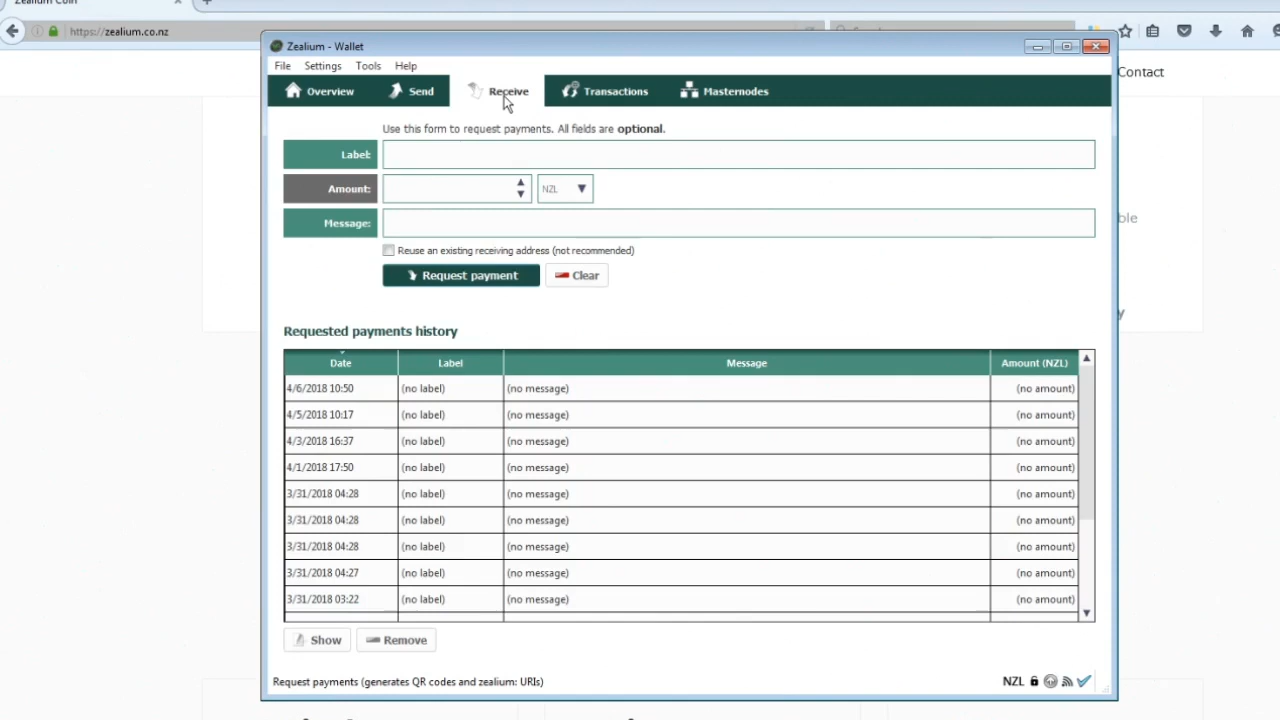 Zealium Coin
https://zealium.co.nz
Contact
Zealium - Wallet
File Settings Tools Help
Overview Send Receive Transactions Masternodes
Use this form to request payments. All fields are optional.
Label:
Amount: NZL
Message:
Reuse an existing receiving address (not recommended)
Request payment Clear
Requested payments history
Date Label Message Amount (NZL)
4/6/2018 10:50 (no label) (no message) (no amount)
4/5/2018 10:17 (no label) (no message) (no amount)
4/3/2018 16:37 (no label) (no message) (no amount)
4/1/2018 17:50 (no label) (no message) (no amount)
3/31/2018 04:28 (no label) (no message) (no amount)
3/31/2018 04:28 (no label) (no message) (no amount)
3/31/2018 04:28 (no label) (no message) (no amount)
3/31/2018 04:27 (no label) (no message) (no amount)
3/31/2018 03:22 (no label) (no message) (no amount)
Show Remove
Request payments (generates QR codes and zealium: URIs)
NZL